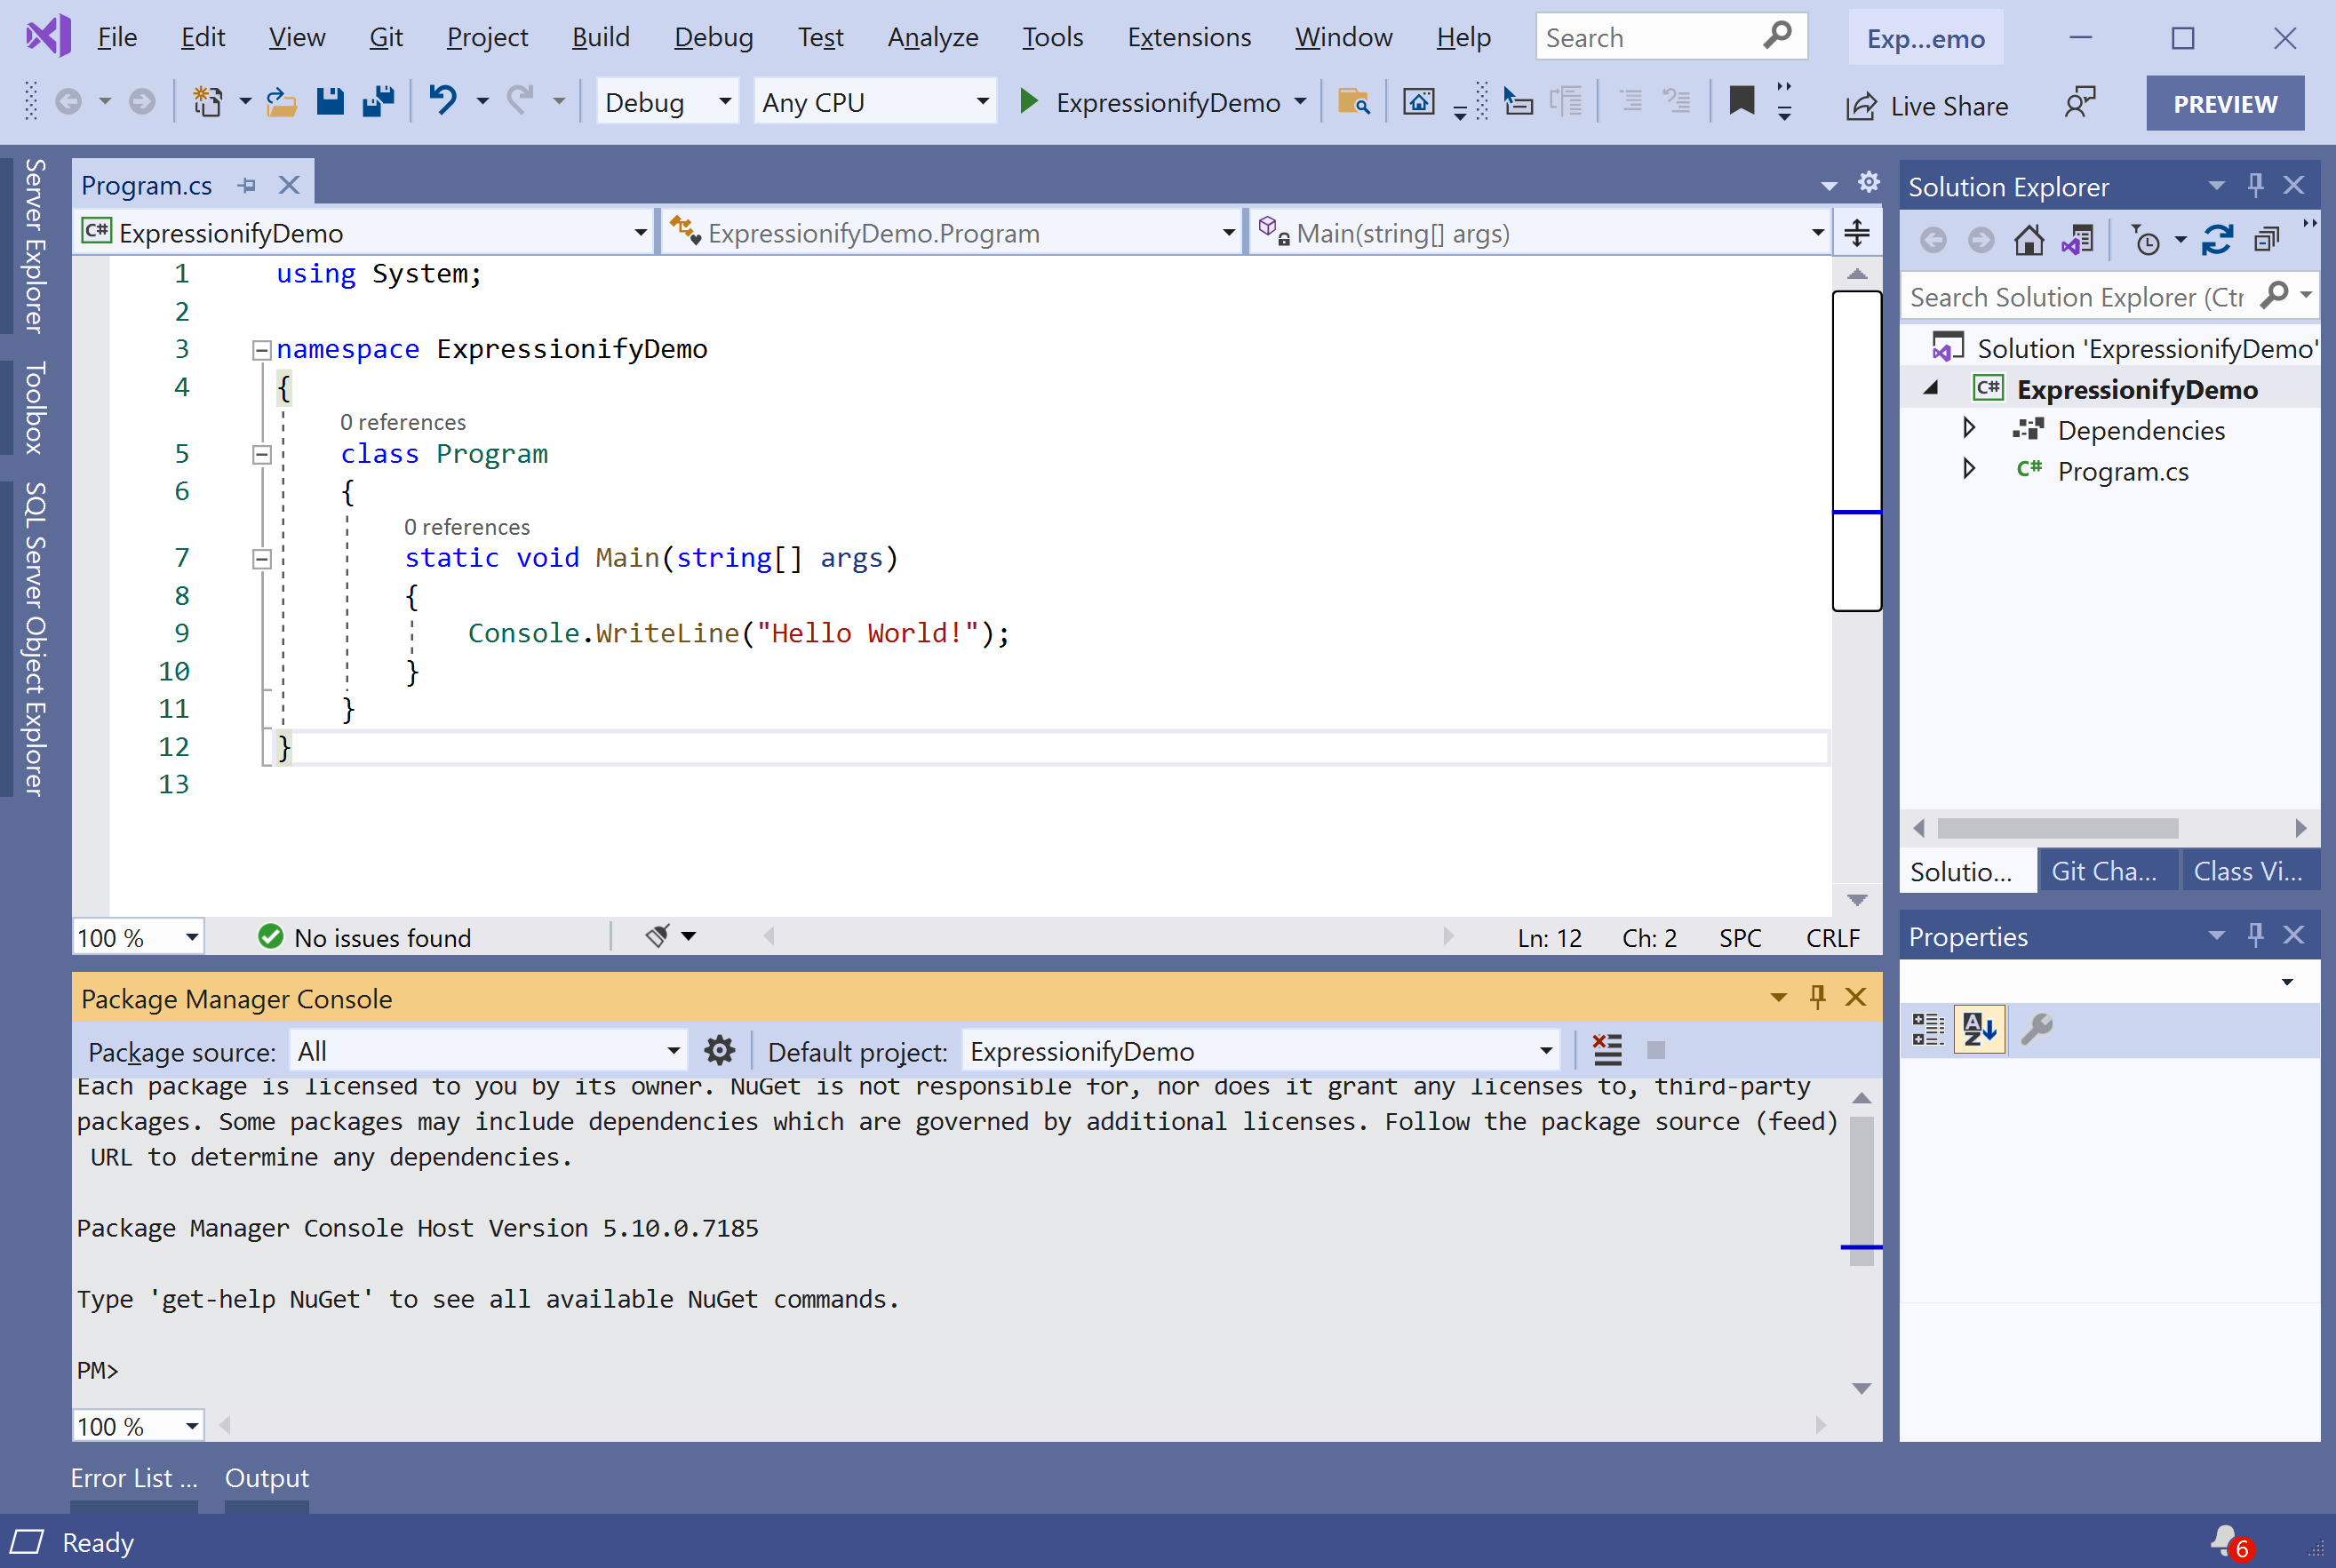 File Edit View Git Project Build Debug Test Analyze Tools Extensions Window Help Search Exp...emo
Debug Any CPU ExpressionifyDemo Live Share PREVIEW
Server Explorer
Toolbox
SQL Server Object Explorer
Program.cs
C# ExpressionifyDemo ExpressionifyDemo.Program Main(string[] args)
1 using System;
2
3 namespace ExpressionifyDemo
4 {
0 references
5 class Program
6 {
0 references
7 static void Main(string[] args)
8 {
9 Console.WriteLine("Hello World!");
10 }
11 }
12 }
13
100 % No issues found Ln: 12 Ch: 2 SPC CRLF
Package Manager Console
Package source: All Default project: ExpressionifyDemo
Each package is licensed to you by its owner. NuGet is not responsible for, nor does it grant any licenses to, third-party
packages. Some packages may include dependencies which are governed by additional licenses. Follow the package source (feed)
URL to determine any dependencies.
Package Manager Console Host Version 5.10.0.7185
Type 'get-help NuGet' to see all available NuGet commands.
PM>
100 %
Error List ... Output
Solution Explorer
Search Solution Explorer (Ctr
Solution 'ExpressionifyDemo'
C# ExpressionifyDemo
Dependencies
C# Program.cs
Solutio... Git Cha... Class Vi...
Properties
Ready 6